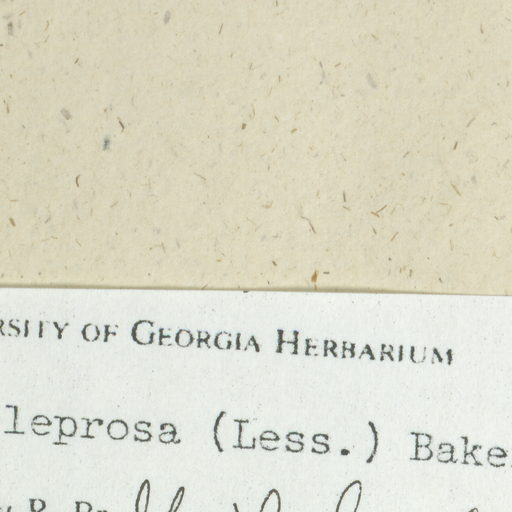 RSITY OF GEORGIA HERBARIUM
leprosa (Less.) Bake
R.